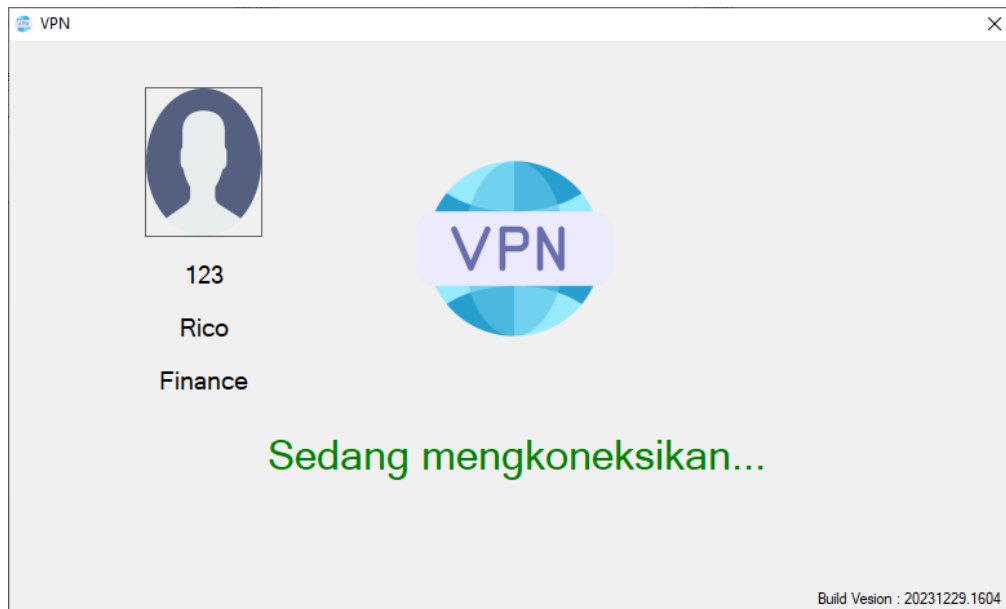 VPN
VPN
123
Rico
Finance
Sedang mengkoneksikan...
Build Vesion : 20231229.1604